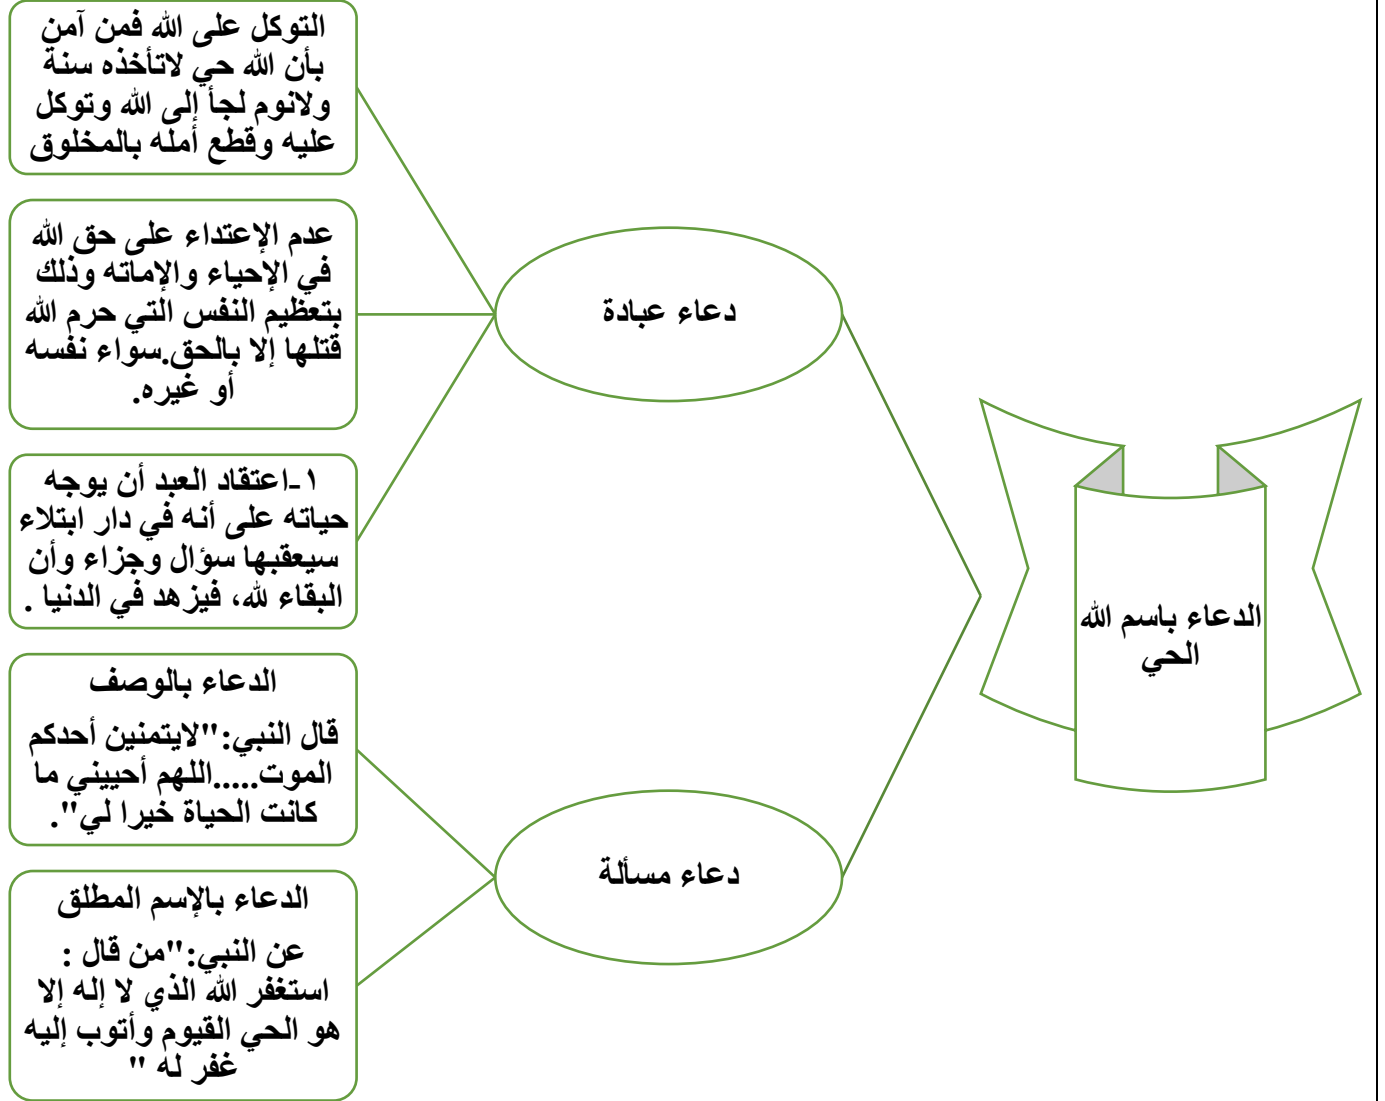 الدعاء باسم الله
الحي
دعاء عبادة
التوكل على الله فمن آمن
بأن الله حي لاتأخذه سنة
ولانوم لجأ إلى الله وتوكل
عليه وقطع أمله بالمخلوق
عدم الإعتداء على حق الله
في الإحياء والإماته وذلك
بتعظيم النفس التي حرم الله
قتلها إلا بالحق.سواء نفسه
أو غيره.
١-اعتقاد العبد أن يوجه
حياته على أنه في دار ابتلاء
سيعقبها سؤال وجزاء وأن
البقاء لله، فيزهد في الدنيا .
دعاء مسألة
الدعاء بالوصف
قال النبي:"لايتمنين أحدكم
الموت.....اللهم أحييني ما
كانت الحياة خيرا لي".
الدعاء بالإسم المطلق
عن النبي:"من قال :
استغفر الله الذي لا إله إلا
هو الحي القيوم وأتوب إليه
غفر له "